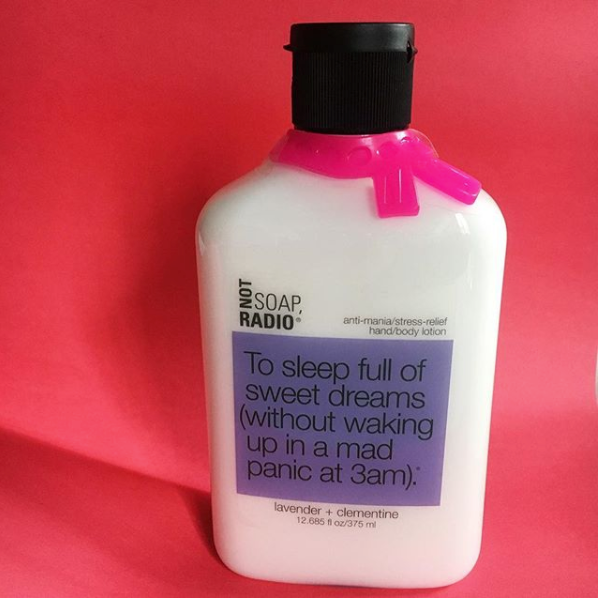 NOT
SOAP,
RADIO®
anti-mania/stress-relief
hand/body lotion
To sleep full of
sweet dreams
(without waking
up in a mad
panic at 3am).
lavender + clementine
12.685 fl oz/375 ml